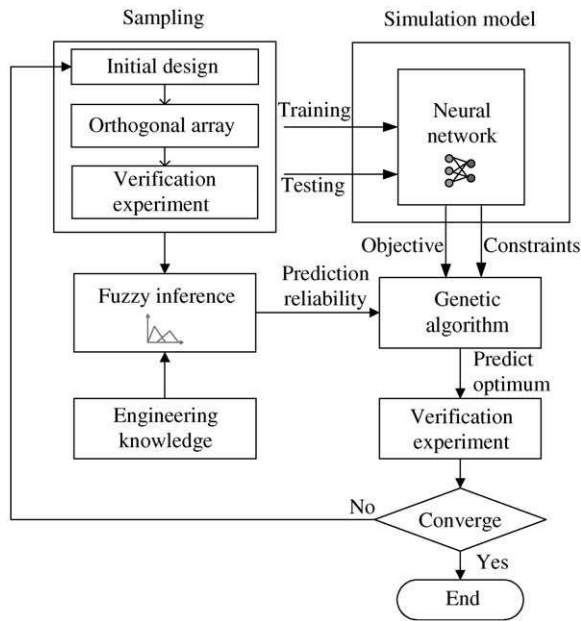 Sampling
Simulation model
Initial design
Orthogonal array
Verification
experiment
Training
Testing
Neural
network
Objective
Constraints
Fuzzy inference
Prediction
reliability
Genetic
algorithm
Predict
optimum
Engineering
knowledge
Verification
experiment
No
Converge
Yes
End